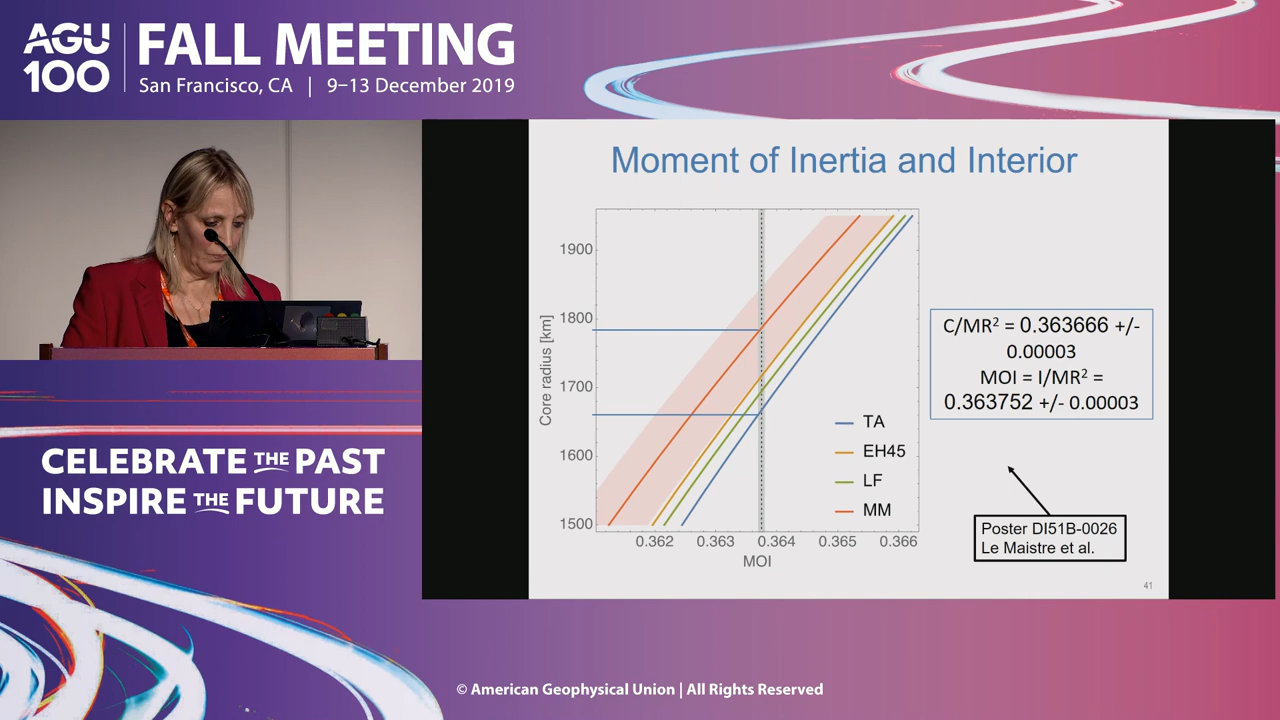 AGU
100
FALL MEETING
San Francisco, CA | 9–13 December 2019
Moment of Inertia and Interior
1900
1800
1700
1600
1500
Core radius [km]
0.362
0.363
0.364
0.365
0.366
MOI
TA
EH45
LF
MM
C/MR² = 0.363666 +/-
0.00003
MOI = I/MR² =
0.363752 +/- 0.00003
Poster DI51B-0026
Le Maistre et al.
41
CELEBRATE THE PAST
INSPIRE THE FUTURE
© American Geophysical Union | All Rights Reserved